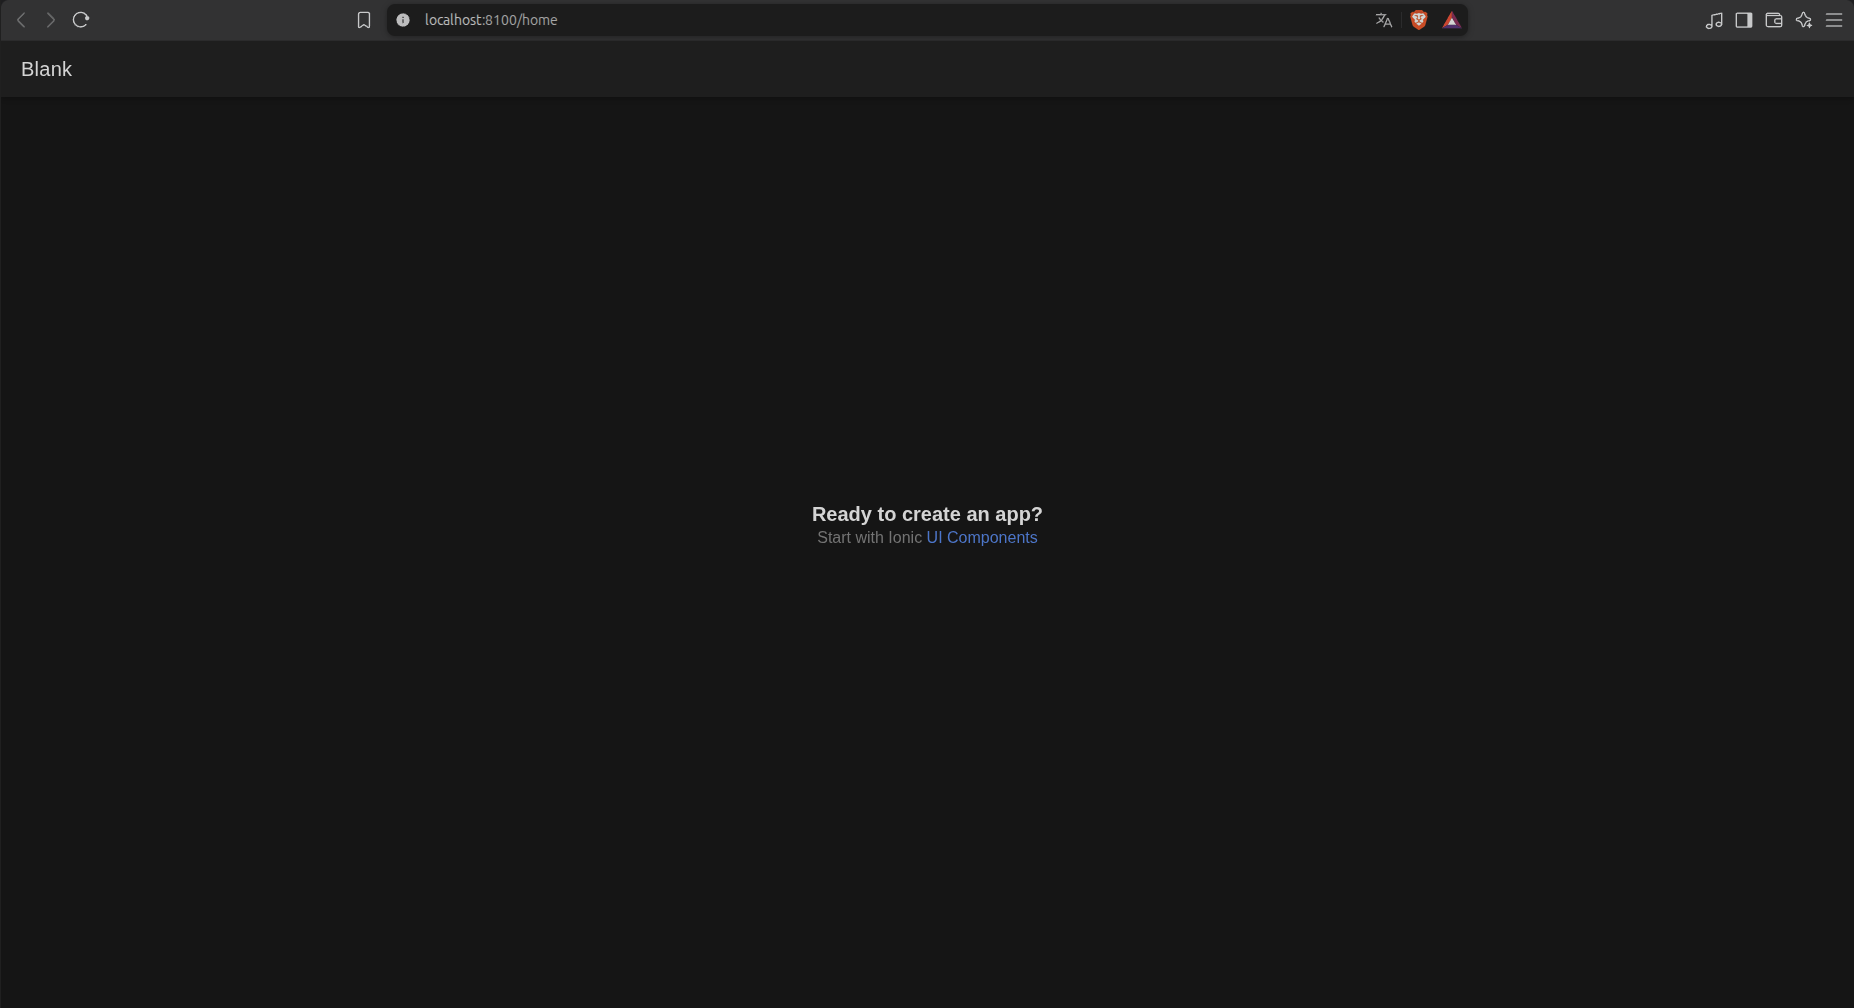 localhost:8100/home
Blank
Ready to create an app?
Start with Ionic UI Components